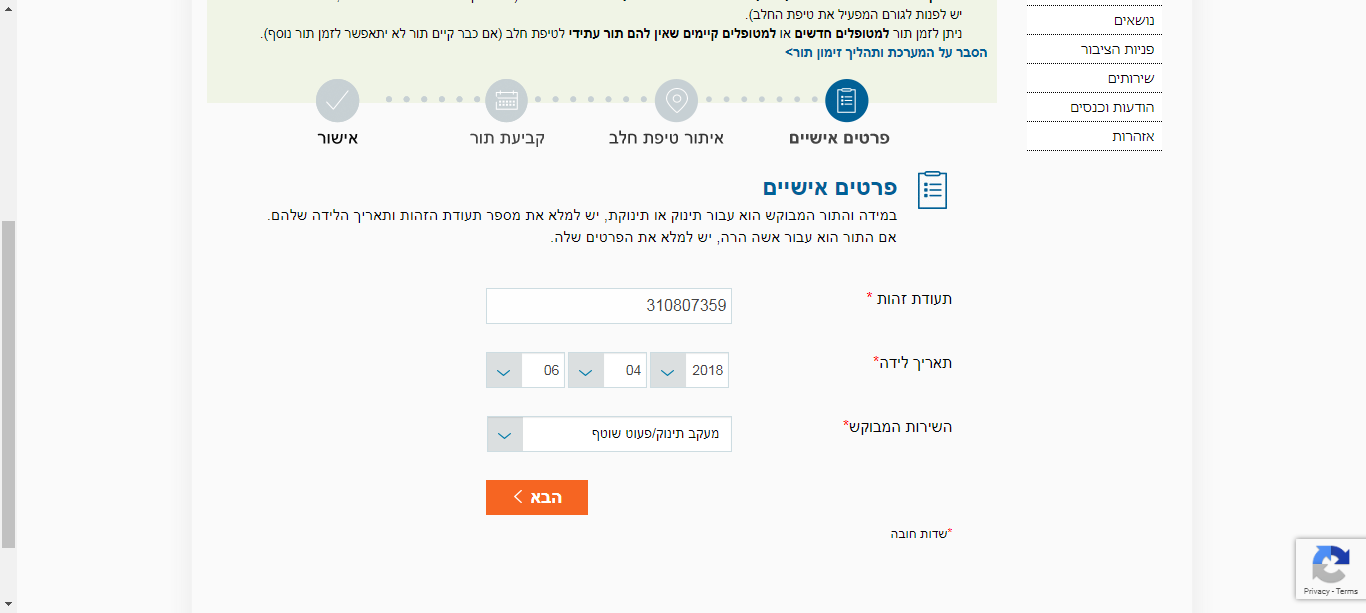 יש לפנות לגורם המפעיל את טיפת החלב).
ניתן לזמן תור למטופלים חדשים או למטופלים קיימים שאין להם תור עתידי לטיפת חלב (אם כבר קיים תור לא יתאפשר לזמן תור נוסף).
הסבר על המערכת ותהליך זימון תור>
נושאים
פניות הציבור
שירותים
הודעות וכנסים
אזהרות
פרטים אישיים
איתור טיפת חלב
קביעת תור
אישור
פרטים אישיים
במידה והתור המבוקש הוא עבור תינוק או תינוקת, יש למלא את מספר תעודת הזהות ותאריך הלידה שלהם.
אם התור הוא עבור אשה הרה, יש למלא את הפרטים שלה.
תעודת זהות *
310807359
תאריך לידה*
2018 04 06
השירות המבוקש*
מעקב תינוק/פעוט שוטף
הבא
*שדות חובה
Privacy - Terms